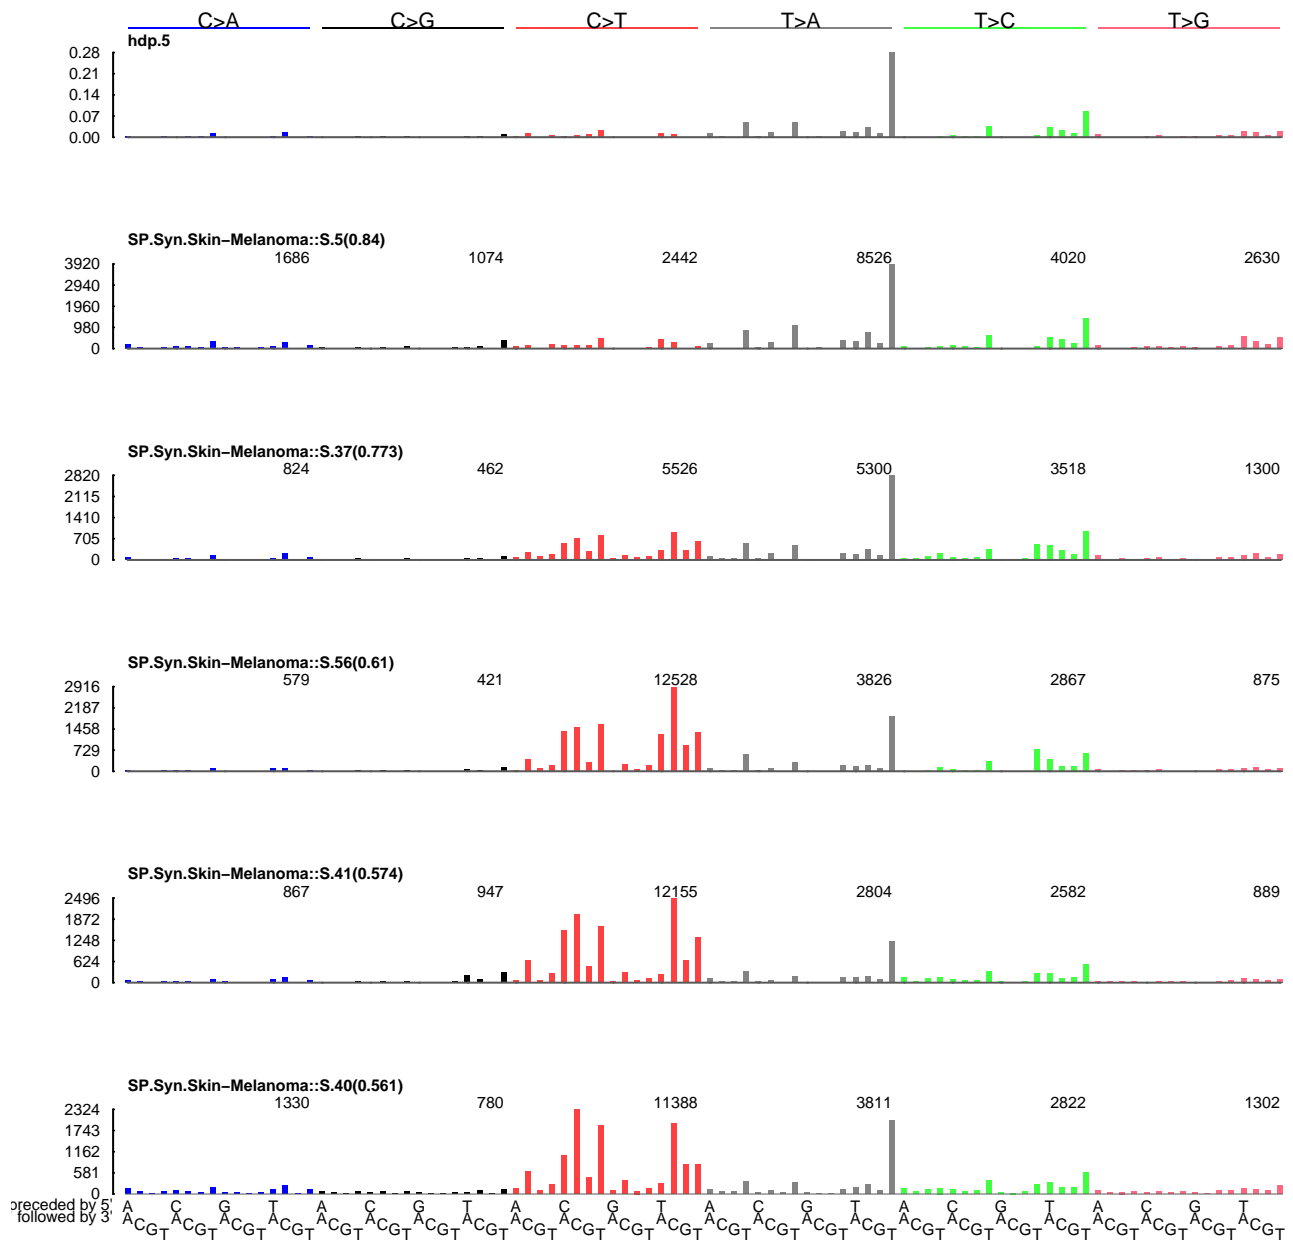 C>A C>G C>T T>A T>C T>G
hdp.5
0.28
0.21
0.14
0.07
0.00
SP.Syn.Skin−Melanoma::S.5(0.84)
1686 1074 2442 8526 4020 2630
3920
2940
1960
980
0
SP.Syn.Skin−Melanoma::S.37(0.773)
824 462 5526 5300 3518 1300
2820
2115
1410
705
0
SP.Syn.Skin−Melanoma::S.56(0.61)
579 421 12528 3826 2867 875
2916
2187
1458
729
0
SP.Syn.Skin−Melanoma::S.41(0.574)
867 947 12155 2804 2582 889
2496
1872
1248
624
0
SP.Syn.Skin−Melanoma::S.40(0.561)
1330 780 11388 3811 2822 1302
2324
1743
1162
581
0
preceded by 5' A C G T A C G T A C G T A C G T A C G T A C G T
followed by 3' A C G T A C G T A C G T A C G T A C G T A C G T A C G T A C G T A C G T A C G T A C G T A C G T A C G T A C G T A C G T A C G T A C G T A C G T A C G T A C G T A C G T A C G T A C G T A C G T